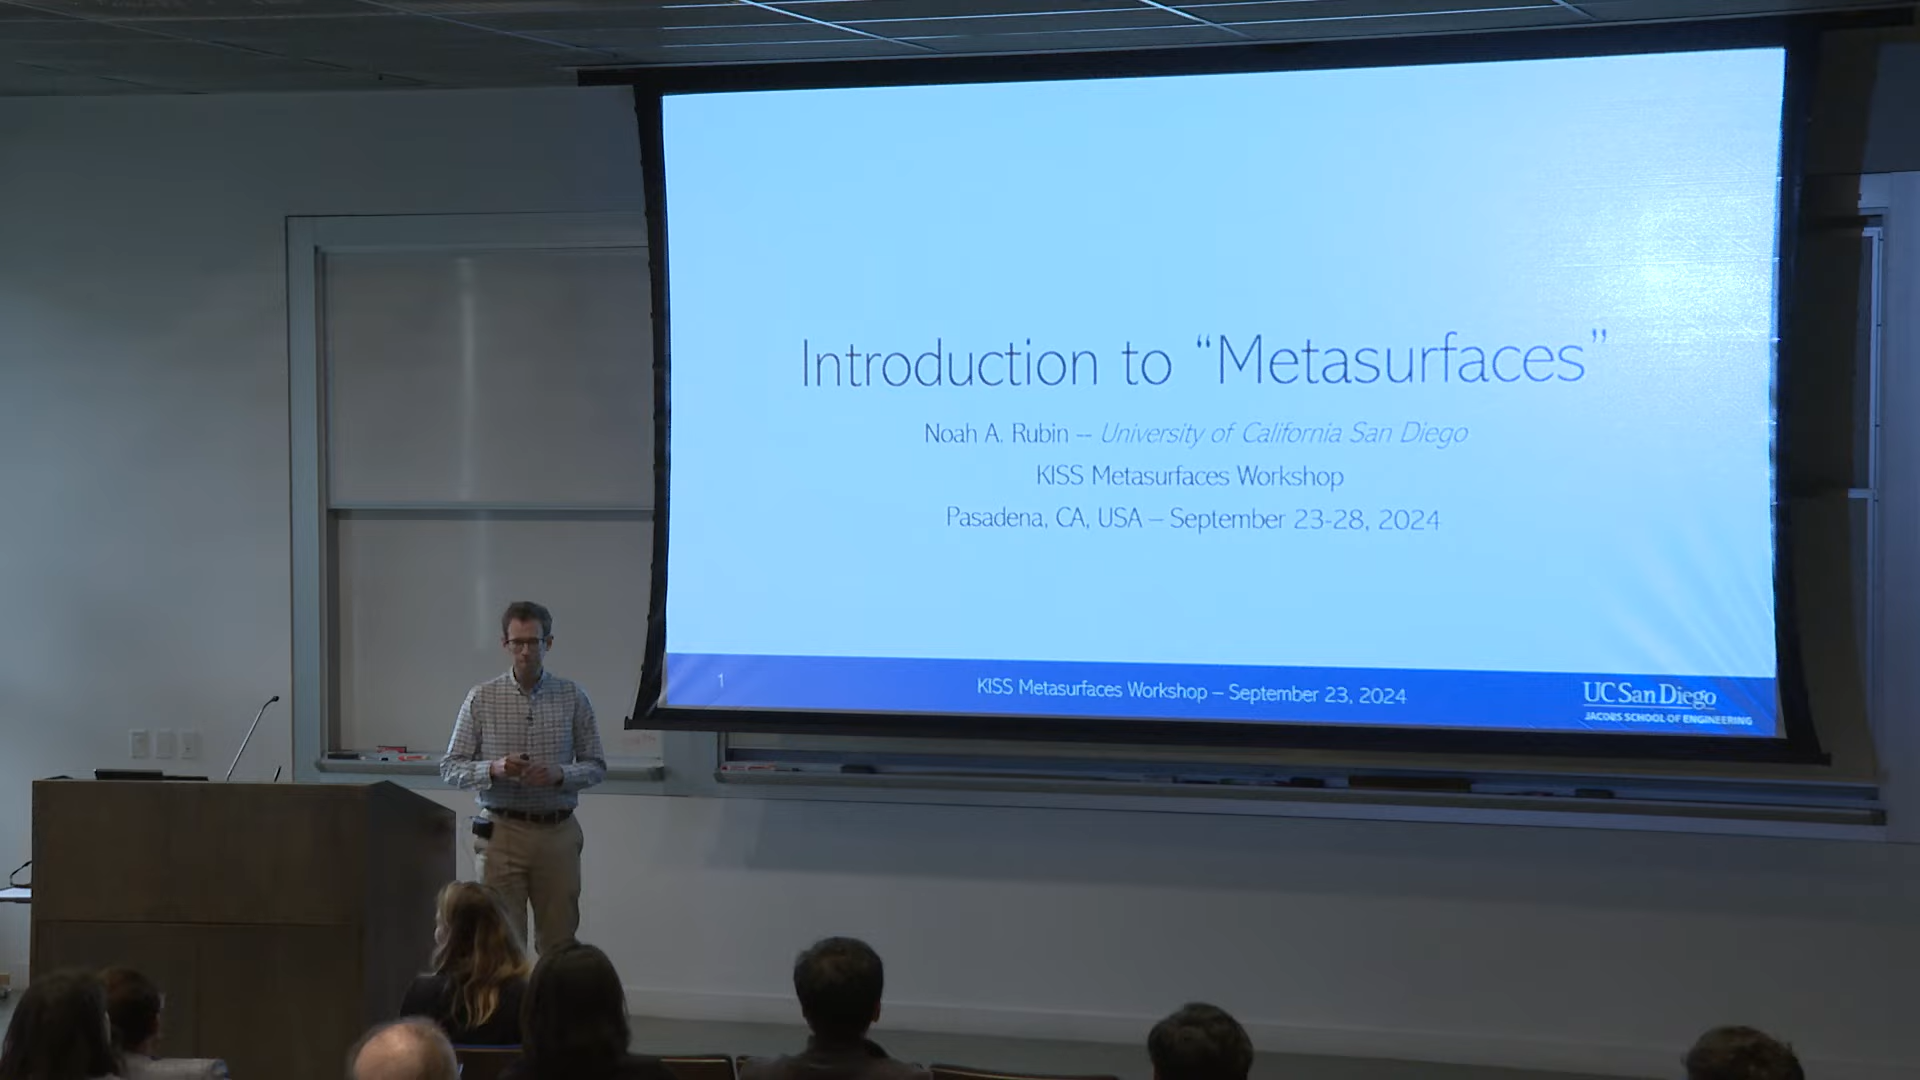 Introduction to “Metasurfaces”
Noah A. Rubin -- University of California San Diego
KISS Metasurfaces Workshop
Pasadena, CA, USA – September 23-28, 2024
1
KISS Metasurfaces Workshop – September 23, 2024
UC San Diego
JACOBS SCHOOL OF ENGINEERING